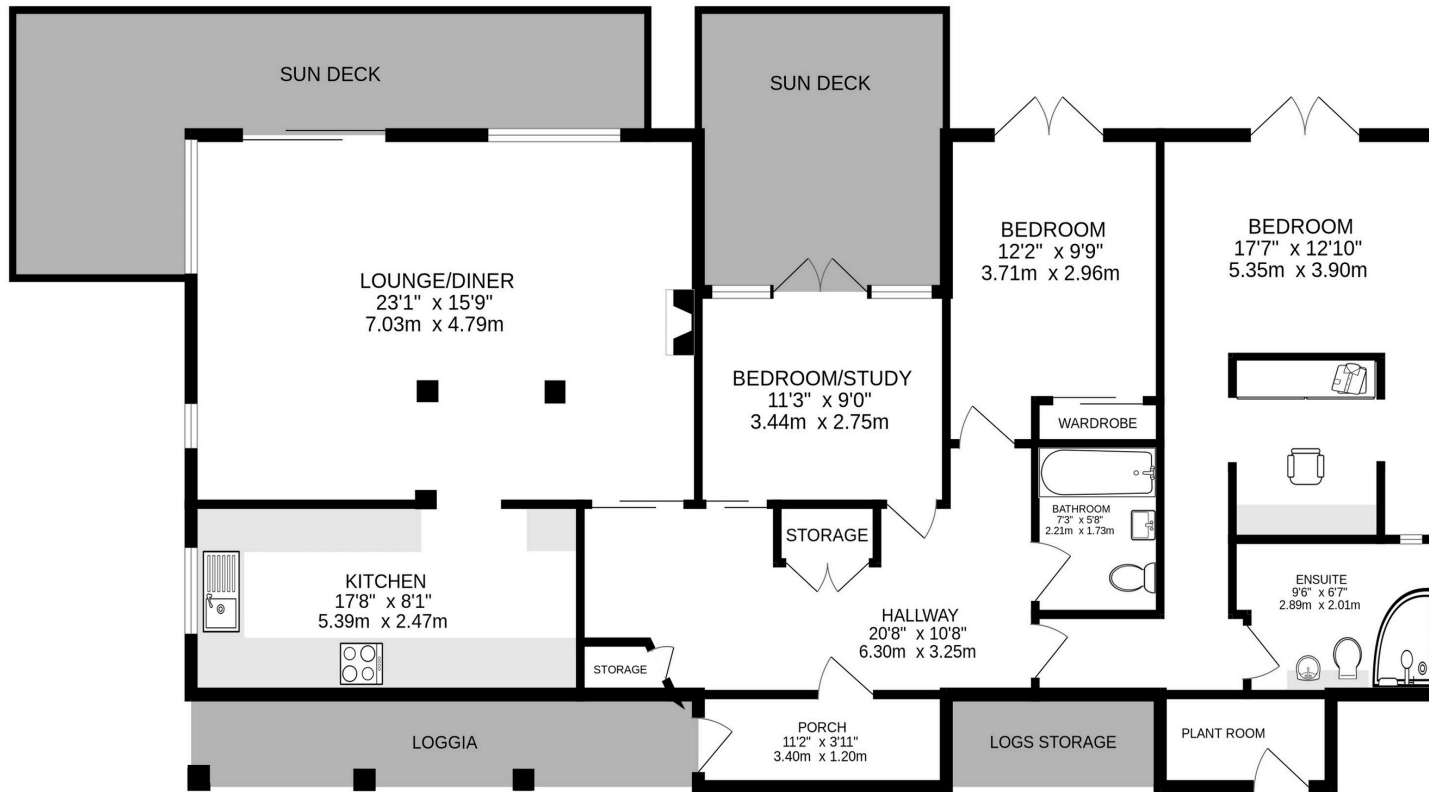 SUN DECK
SUN DECK
BEDROOM
12'2" x 9'9"
3.71m x 2.96m
BEDROOM
17'7" x 12'10"
5.35m x 3.90m
LOUNGE/DINER
23'1" x 15'9"
7.03m x 4.79m
BEDROOM/STUDY
11'3" x 9'0"
3.44m x 2.75m
WARDROBE
BATHROOM
7'3" x 5'8"
2.21m x 1.73m
STORAGE
KITCHEN
17'8" x 8'1"
5.39m x 2.47m
ENSUITE
9'6" x 6'7"
2.89m x 2.01m
HALLWAY
20'8" x 10'8"
6.30m x 3.25m
STORAGE
LOGGIA
PORCH
11'2" x 3'11"
3.40m x 1.20m
LOGS STORAGE
PLANT ROOM